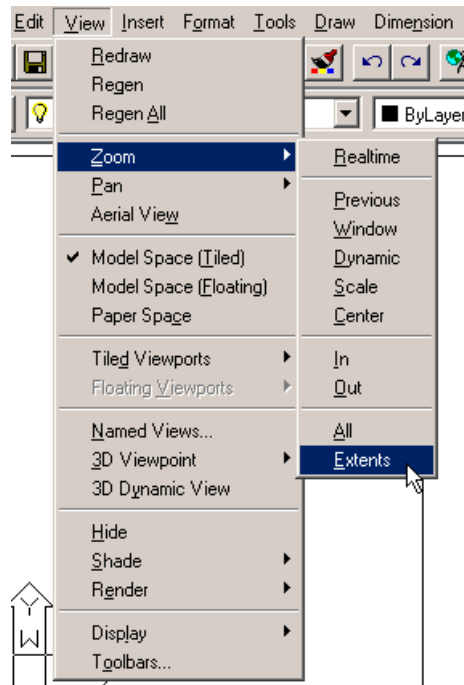 Edit View Insert Format Tools Draw Dimension
ByLayer
Redraw
Regen
Regen All
Zoom
Pan
Aerial View
Model Space (Tiled)
Model Space (Floating)
Paper Space
Tiled Viewports
Floating Viewports
Named Views...
3D Viewpoint
3D Dynamic View
Hide
Shade
Render
Display
Toolbars...
Realtime
Previous
Window
Dynamic
Scale
Center
In
Out
All
Extents
Y
W